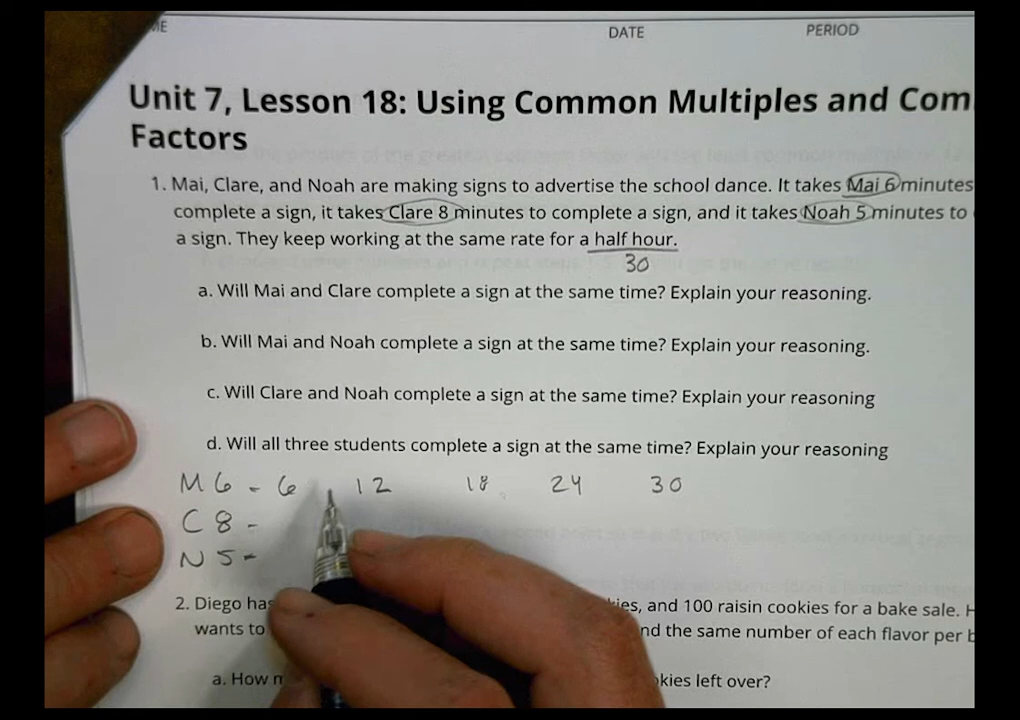 DATE PERIOD
Unit 7, Lesson 18: Using Common Multiples and Com
Factors
1. Mai, Clare, and Noah are making signs to advertise the school dance. It takes Mai 6 minutes
complete a sign, it takes Clare 8 minutes to complete a sign, and it takes Noah 5 minutes to
a sign. They keep working at the same rate for a half hour.
30
a. Will Mai and Clare complete a sign at the same time? Explain your reasoning.
b. Will Mai and Noah complete a sign at the same time? Explain your reasoning.
c. Will Clare and Noah complete a sign at the same time? Explain your reasoning
d. Will all three students complete a sign at the same time? Explain your reasoning
M 6 - 6 12 18 24 30
C 8 -
N 5 -
2. Diego has kies, and 100 raisin cookies for a bake sale. H
wants to nd the same number of each flavor per b
a. How m kies left over?